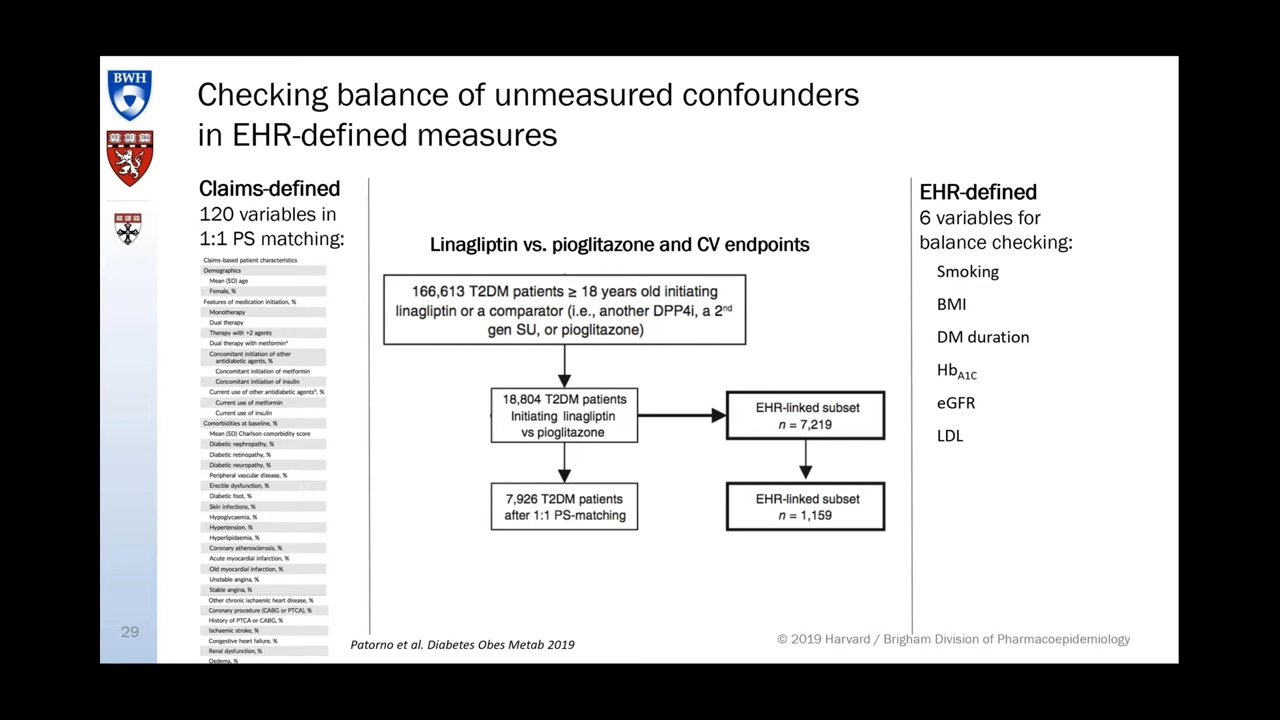 BWH
Checking balance of unmeasured confounders
in EHR-defined measures
Claims-defined
120 variables in
1:1 PS matching:
Claims-based patient characteristics
Demographics
Mean (SD) age
Female, %
Features of medication initiation, %
Monotherapy
Dual therapy
Therapy with >2 agents
Dual therapy with metforminᵃ
Concomitant initiation of other
antidiabetic agents, %
Concomitant initiation of metformin
Concomitant initiation of insulin
Current use of other antidiabetic agentsᵇ, %
Current use of metformin
Current use of insulin
Comorbidities at baseline, %
Mean (SD) Charlson comorbidity score
Diabetic nephropathy, %
Diabetic retinopathy, %
Diabetic neuropathy, %
Peripheral vascular disease, %
Erectile dysfunction, %
Diabetic foot, %
Skin infections, %
Hypoglycaemia, %
Hypertension, %
Hyperlipidaemia, %
Coronary atherosclerosis, %
Acute myocardial infarction, %
Old myocardial infarction, %
Unstable angina, %
Stable angina, %
Other chronic ischaemic heart disease, %
Coronary procedure (CABG or PTCA), %
History of PTCA or CABG, %
Ischaemic stroke, %
Congestive heart failure, %
Renal dysfunction, %
Oedema, %
Linagliptin vs. pioglitazone and CV endpoints
166,613 T2DM patients ≥ 18 years old initiating
linagliptin or a comparator (i.e., another DPP4i, a 2nd
gen SU, or pioglitazone)
18,804 T2DM patients
Initiating linagliptin
vs pioglitazone
EHR-linked subset
n = 7,219
7,926 T2DM patients
after 1:1 PS-matching
EHR-linked subset
n = 1,159
EHR-defined
6 variables for
balance checking:
Smoking
BMI
DM duration
HbA1C
eGFR
LDL
29
Patorno et al. Diabetes Obes Metab 2019
© 2019 Harvard / Brigham Division of Pharmacoepidemiology